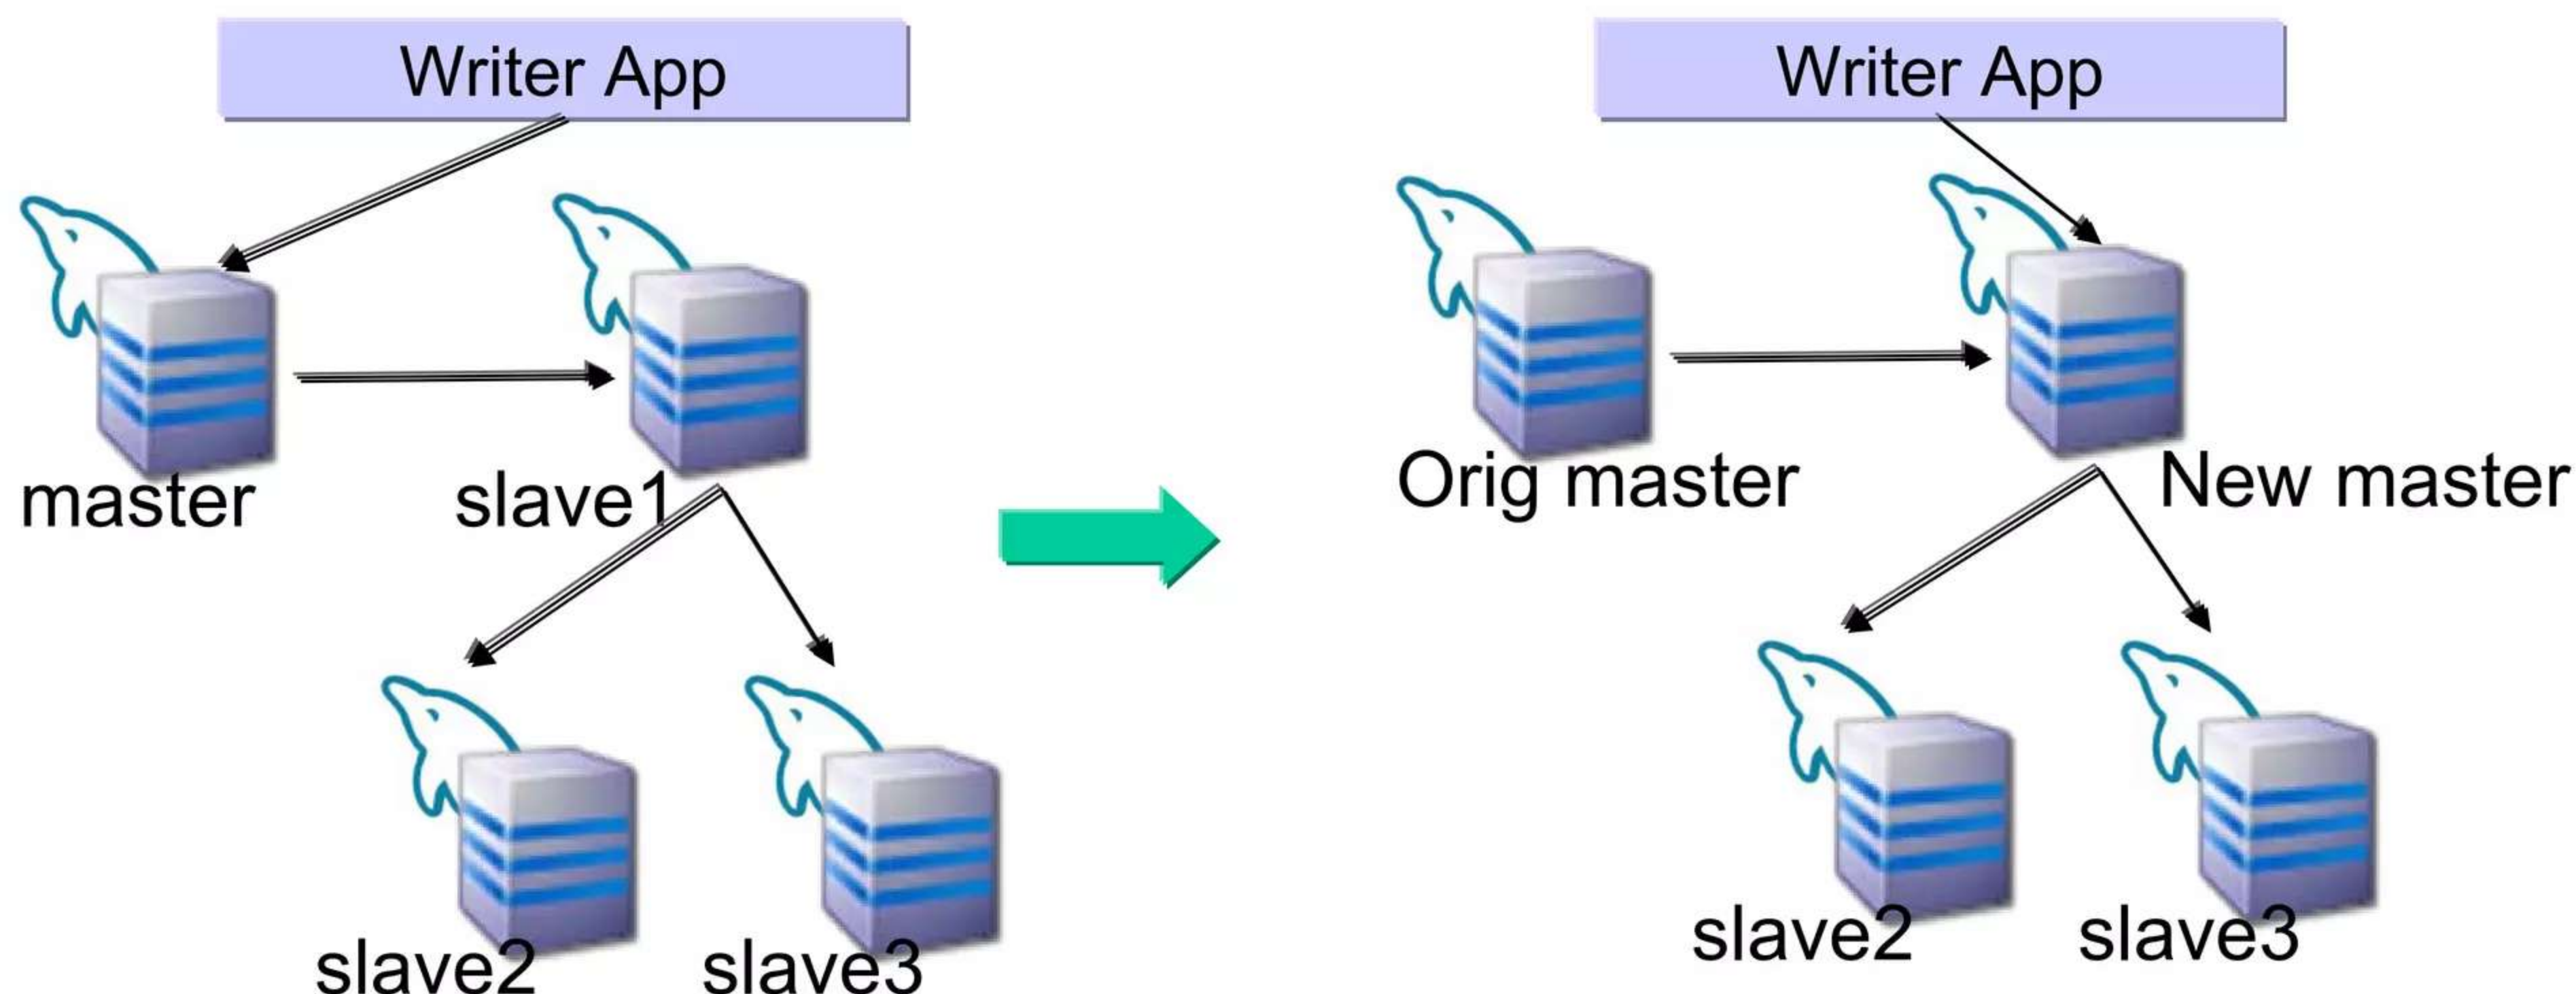 Writer App
master
slave1
slave2
slave3
Writer App
Orig master
New master
slave2
slave3